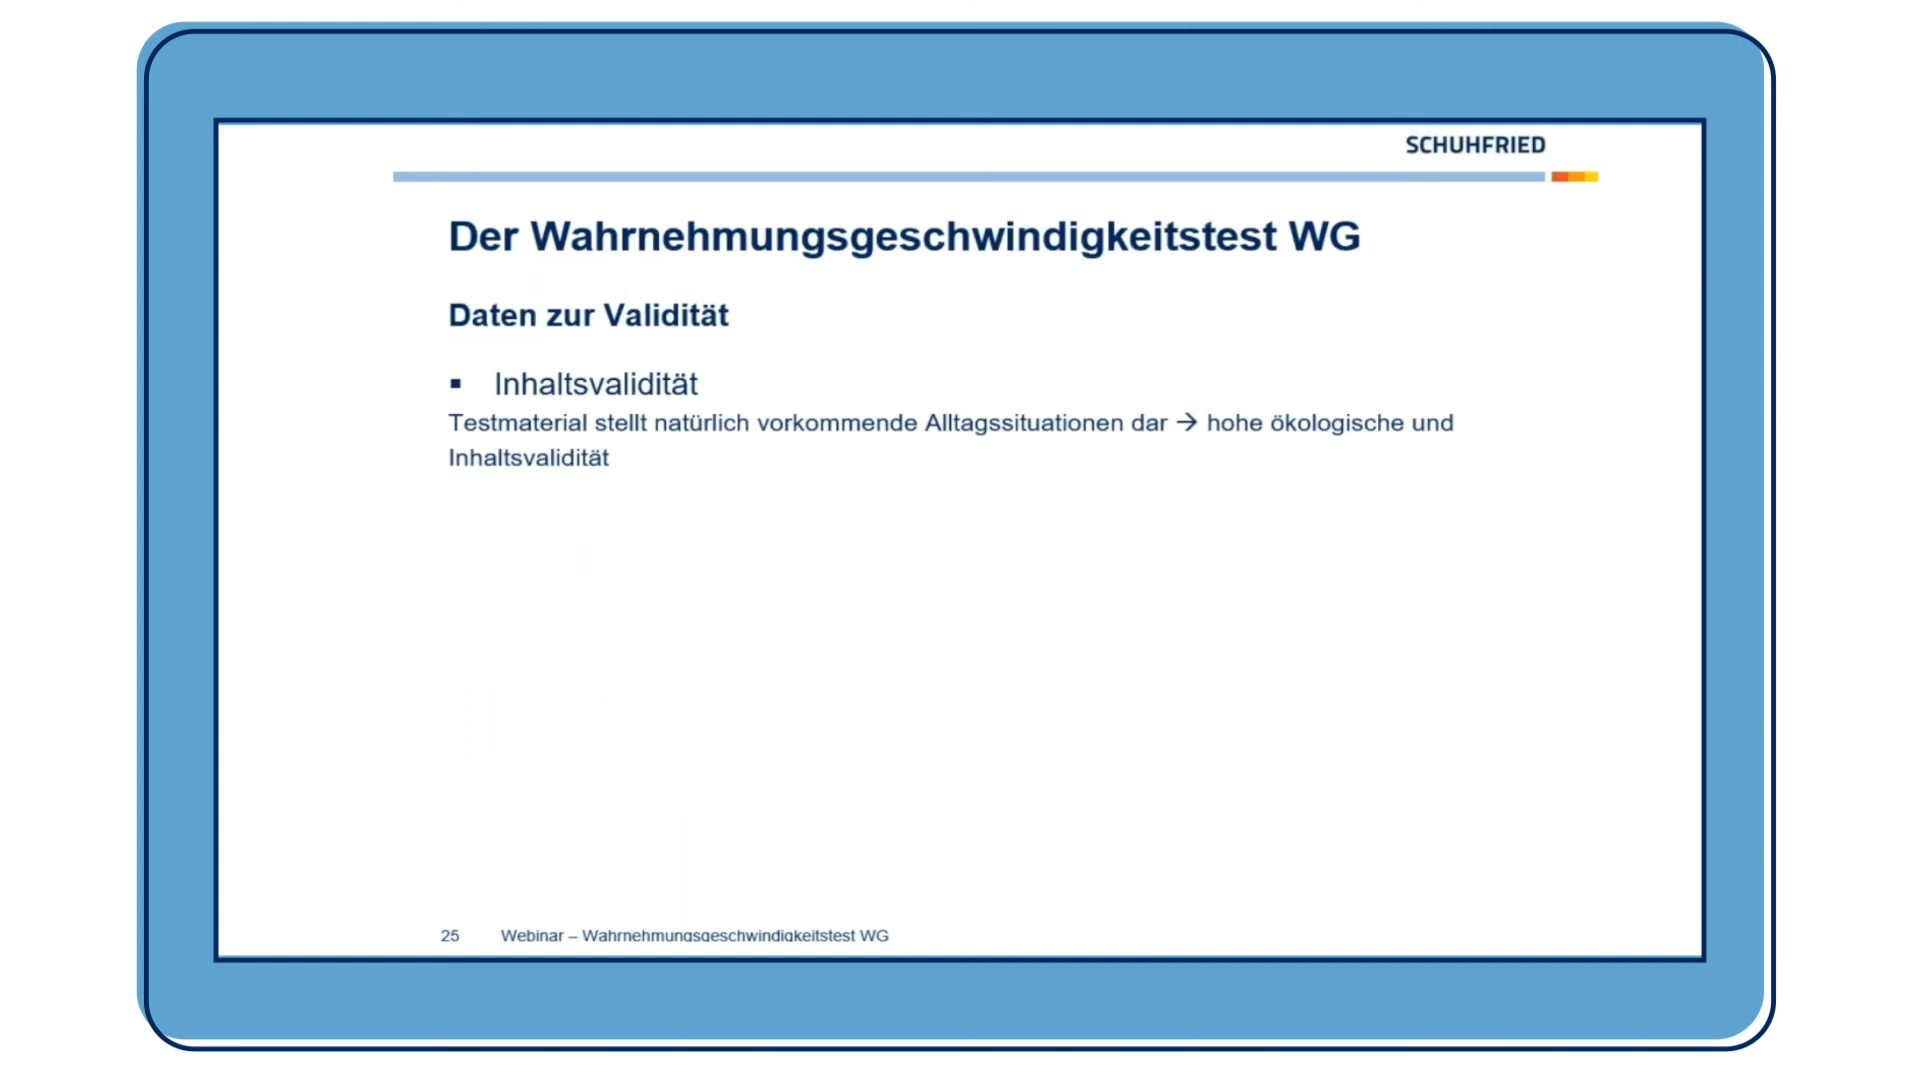 SCHUHFRIED
Der Wahrnehmungsgeschwindigkeitstest WG
Daten zur Validität
▪ Inhaltsvalidität
Testmaterial stellt natürlich vorkommende Alltagssituationen dar → hohe ökologische und
Inhaltsvalidität
25 Webinar – Wahrnehmungsgeschwindigkeitstest WG